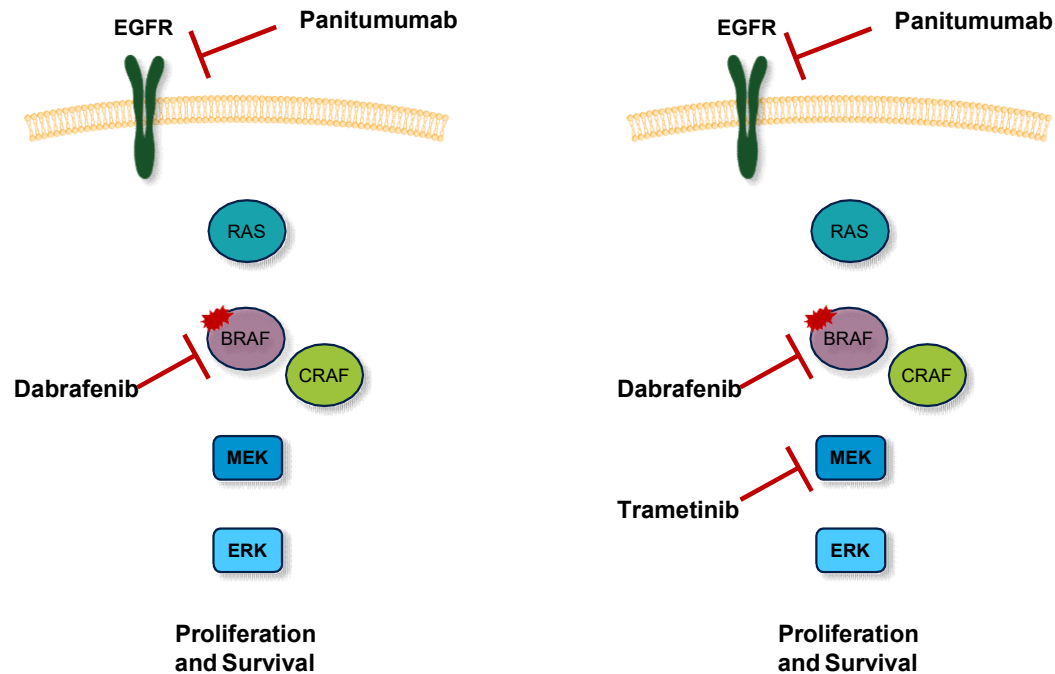 EGFR
Panitumumab
RAS
BRAF
CRAF
Dabrafenib
MEK
ERK
Proliferation
and Survival
EGFR
Panitumumab
RAS
BRAF
CRAF
Dabrafenib
MEK
Trametinib
ERK
Proliferation
and Survival